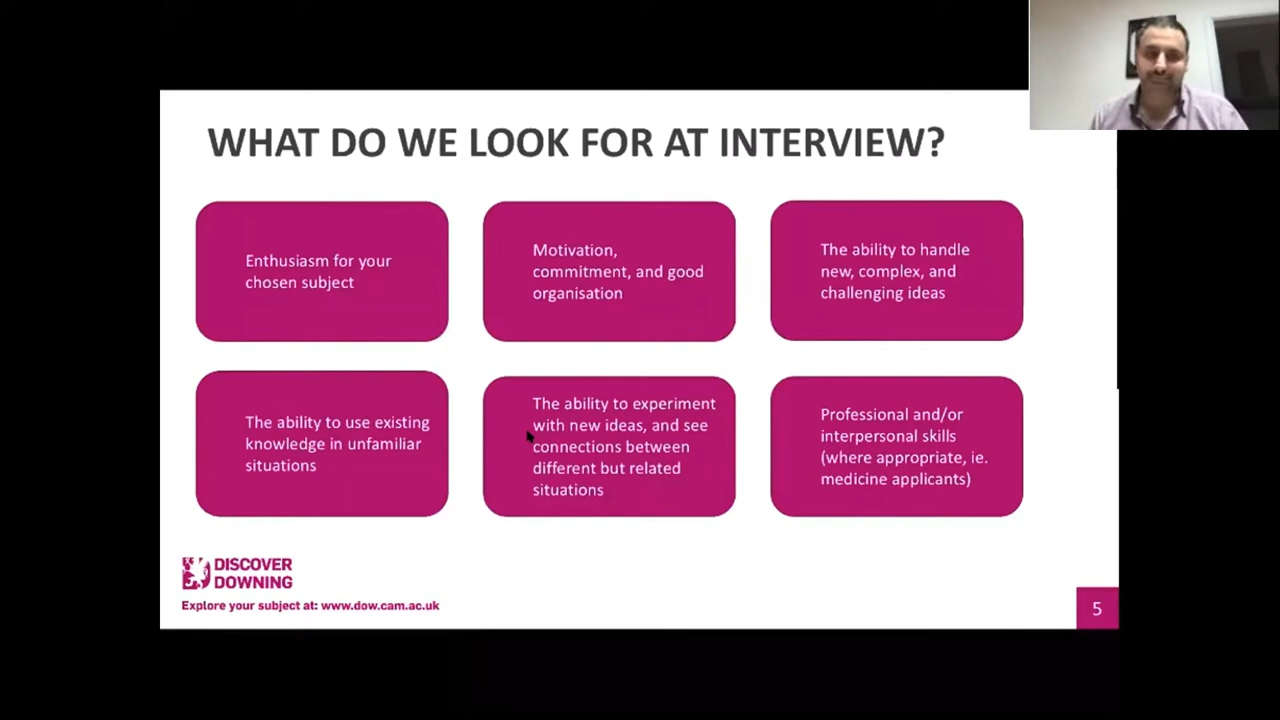 WHAT DO WE LOOK FOR AT INTERVIEW?
Enthusiasm for your
chosen subject
Motivation,
commitment, and good
organisation
The ability to handle
new, complex, and
challenging ideas
The ability to use existing
knowledge in unfamiliar
situations
The ability to experiment
with new ideas, and see
connections between
different but related
situations
Professional and/or
interpersonal skills
(where appropriate, ie.
medicine applicants)
DISCOVER
DOWNING
Explore your subject at: www.dow.cam.ac.uk
5